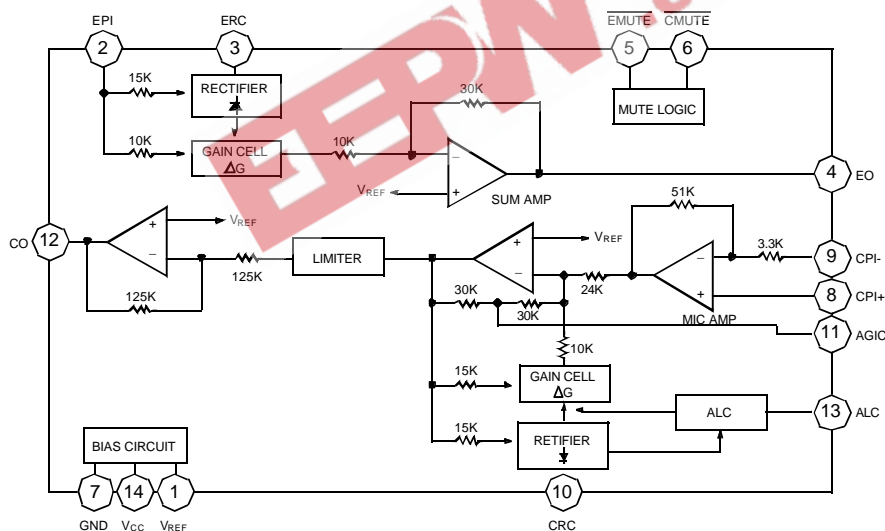 EPI
ERC
EMUTE
CMUTE
2
3
5
6
15K
RECTIFIER
30K
MUTE LOGIC
10K
GAIN CELL
ΔG
10K
−
+
VREF
SUM AMP
4
EO
51K
CO
12
+
VREF
−
125K
LIMITER
+
VREF
−
24K
−
+
3.3K
9
CPI-
8
CPI+
MIC AMP
125K
30K
30K
11
AGIC
10K
15K
GAIN CELL
ΔG
ALC
13
ALC
15K
RETIFIER
BIAS CIRCUIT
7
14
1
10
GND
VCC
VREF
CRC
EEPW